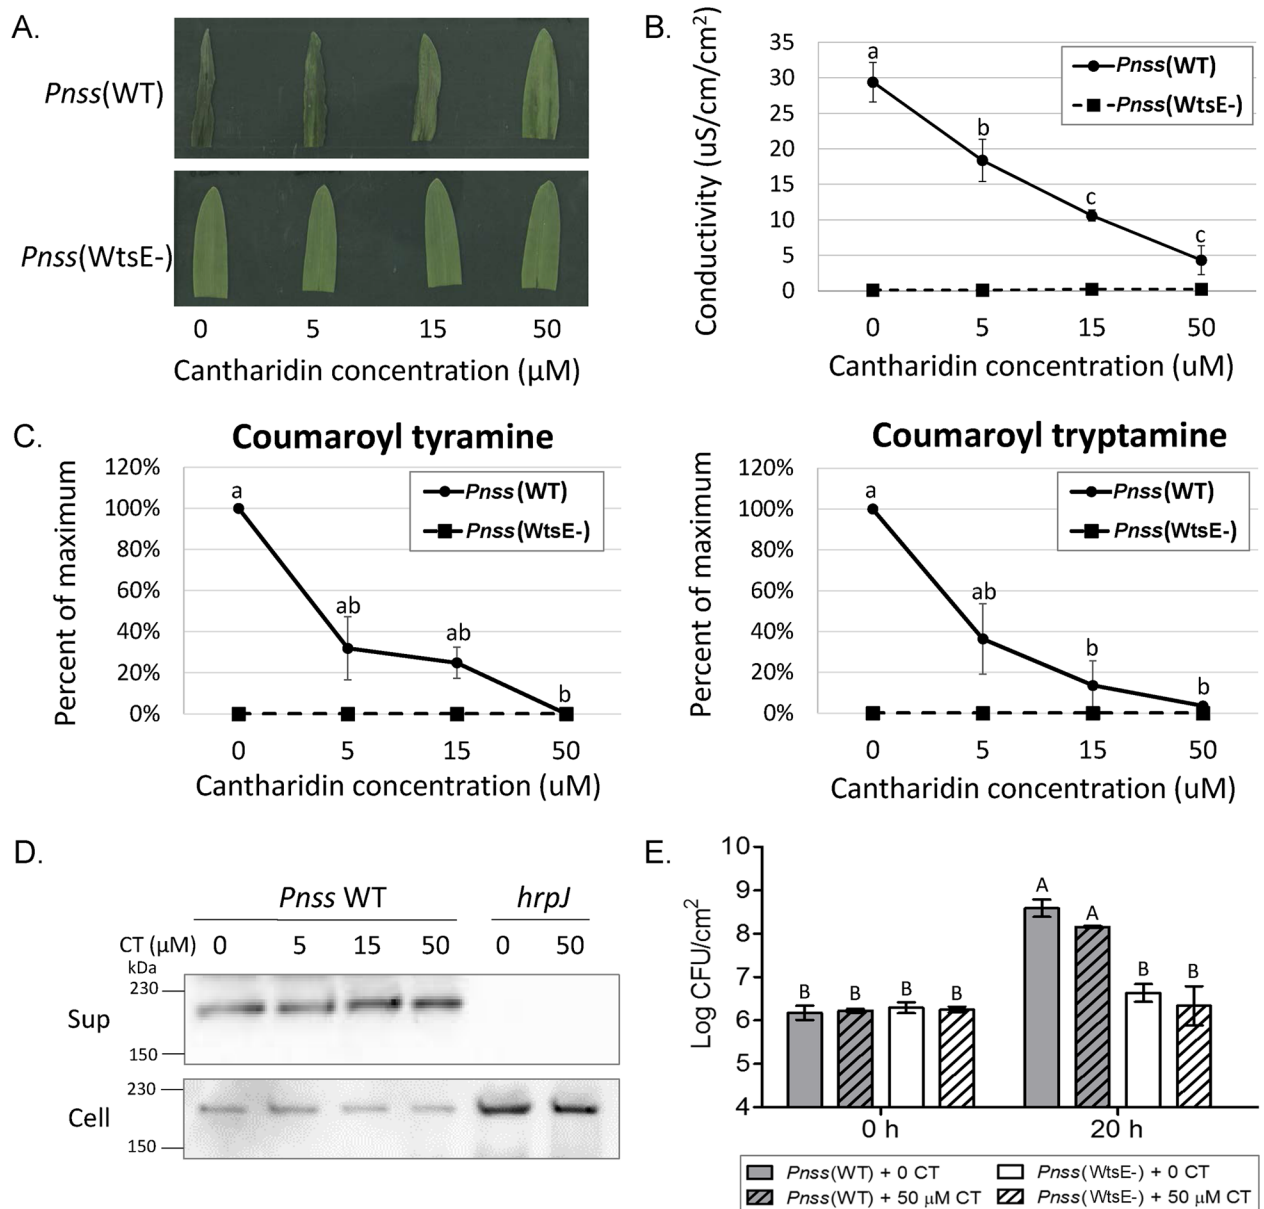 A.
Pnss(WT)
Pnss(WtsE-)
0 5 15 50
Cantharidin concentration (μM)
B.
Conductivity (uS/cm/cm²)
35
30
25
20
15
10
5
0
a
b
c
c
Pnss(WT)
Pnss(WtsE-)
0 5 15 50
Cantharidin concentration (uM)
C.
Coumaroyl tyramine
Percent of maximum
120%
100%
80%
60%
40%
20%
0%
a
ab
ab
b
Pnss(WT)
Pnss(WtsE-)
0 5 15 50
Cantharidin concentration (uM)
Coumaroyl tryptamine
Percent of maximum
120%
100%
80%
60%
40%
20%
0%
a
ab
b
b
Pnss(WT)
Pnss(WtsE-)
0 5 15 50
Cantharidin concentration (uM)
D.
Pnss WT hrpJ
CT (μM) 0 5 15 50 0 50
kDa
230
Sup
150
230
Cell
150
E.
Log CFU/cm²
10
9
8
7
6
5
4
B B B B
A A B B
0 h 20 h
Pnss(WT) + 0 CT Pnss(WtsE-) + 0 CT
Pnss(WT) + 50 μM CT Pnss(WtsE-) + 50 μM CT